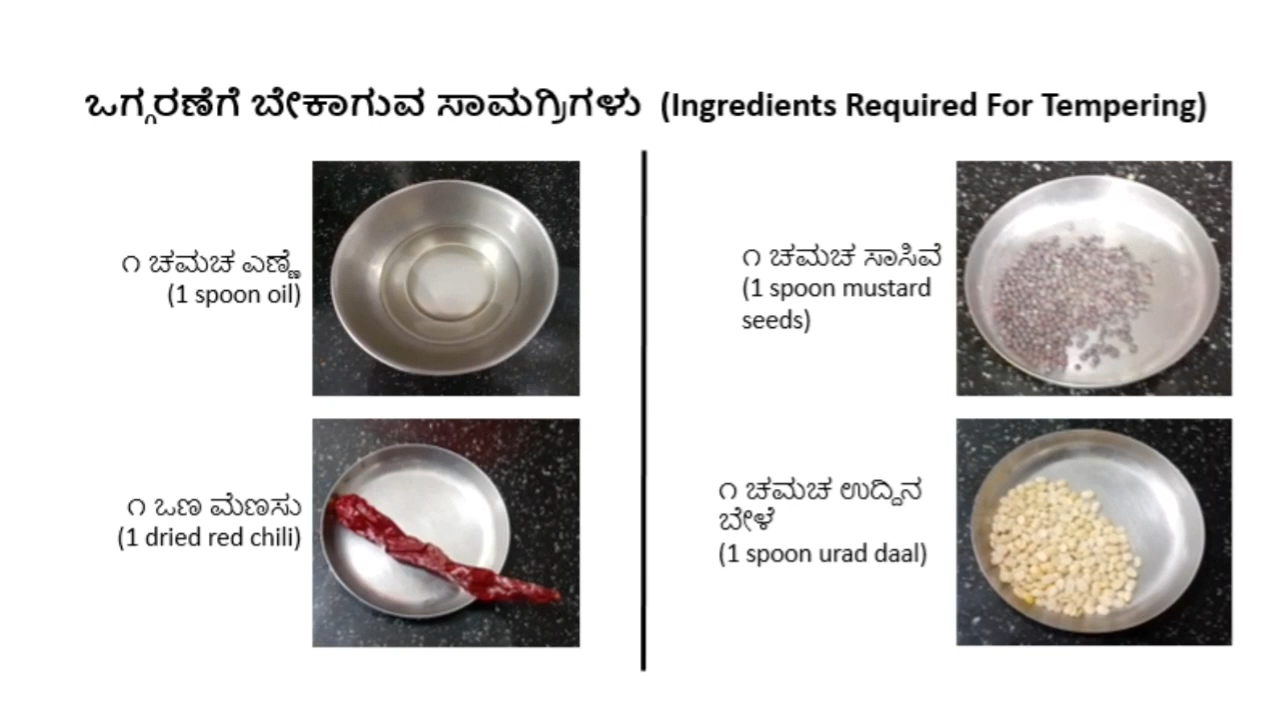 ಒಗ್ಗರಣೆಗೆ ಬೇಕಾಗುವ ಸಾಮಗ್ರಿಗಳು (Ingredients Required For Tempering)
೧ ಚಮಚ ಎಣ್ಣೆ
(1 spoon oil)
೧ ಒಣ ಮೆಣಸು
(1 dried red chili)
೧ ಚಮಚ ಸಾಸಿವೆ
(1 spoon mustard
seeds)
೧ ಚಮಚ ಉದ್ದಿನ
ಬೇಳೆ
(1 spoon urad daal)